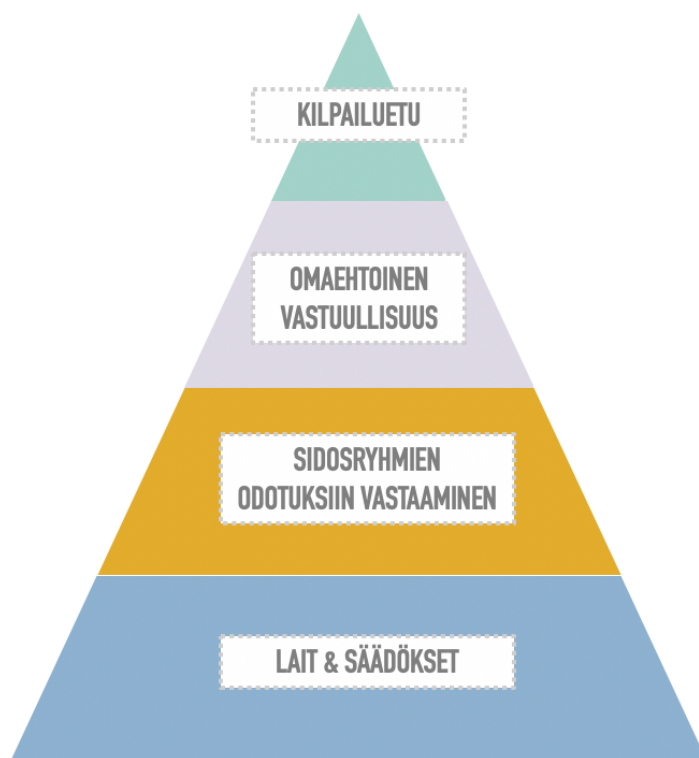 KILPAILUETU
OMAEHTOINEN
VASTUULLISUUS
SIDOSRYHMIEN
ODOTUKSIIN VASTAAMINEN
LAIT & SÄÄDÖKSET